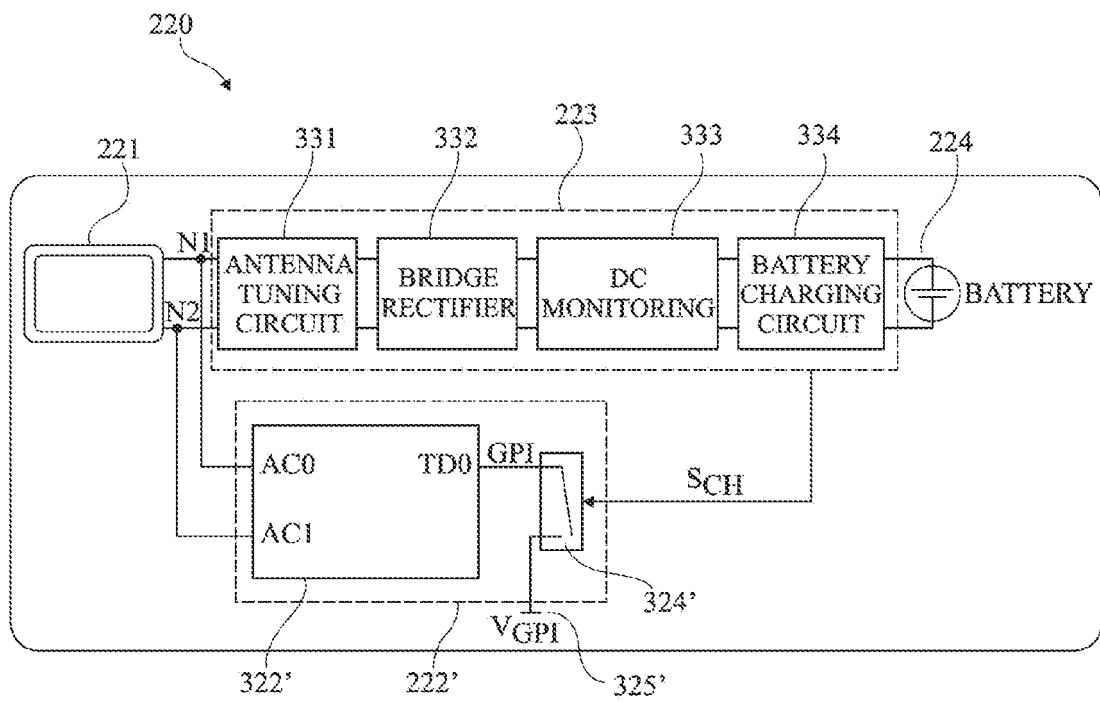 220
223
221
331
332
333
334
224
N1
N2
ANTENNA
TUNING
CIRCUIT
BRIDGE
RECTIFIER
DC
MONITORING
BATTERY
CHARGING
CIRCUIT
BATTERY
AC0
TD0
GPI
SCH
AC1
324’
VGPI
322’
222’
325’